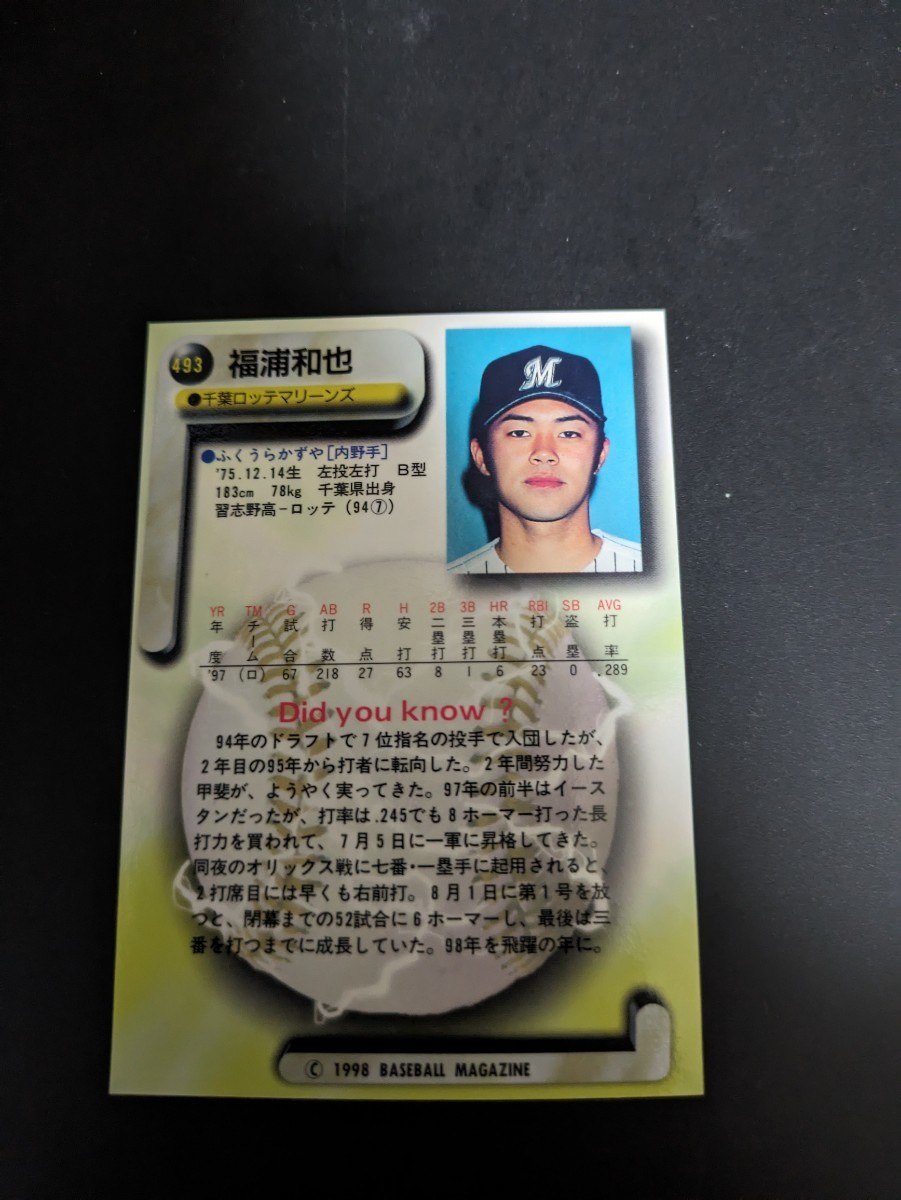 493 福浦和也
●千葉ロッテマリーンズ
●ふくうらかずや[内野手]
'75.12.14生 左投左打 B型
183cm 78kg 千葉県出身
習志野高−ロッテ（94⑦）
M
YR TM G AB R H 2B 3B HR RBI SB AVG
年度 チーム 試合 打数 得点 安打 二塁打 三塁打 本塁打 打点 盗塁 打率
'97 (ロ) 67 218 27 63 8 1 6 23 0 .289
Did you know ?
94年のドラフトで7位指名の投手で入団したが、
2年目の95年から打者に転向した。2年間努力した
甲斐が、ようやく実ってきた。97年の前半はイース
タンだったが、打率は.245でも8ホーマー打った長
打力を買われて、7月5日に一軍に昇格してきた。
同夜のオリックス戦に七番・一塁手に起用されると、
2打席目には早くも右前打。8月1日に第1号を放
つと、閉幕までの52試合に6ホーマーし、最後は三
番を打つまでに成長していた。98年を飛躍の年に。
© 1998 BASEBALL MAGAZINE